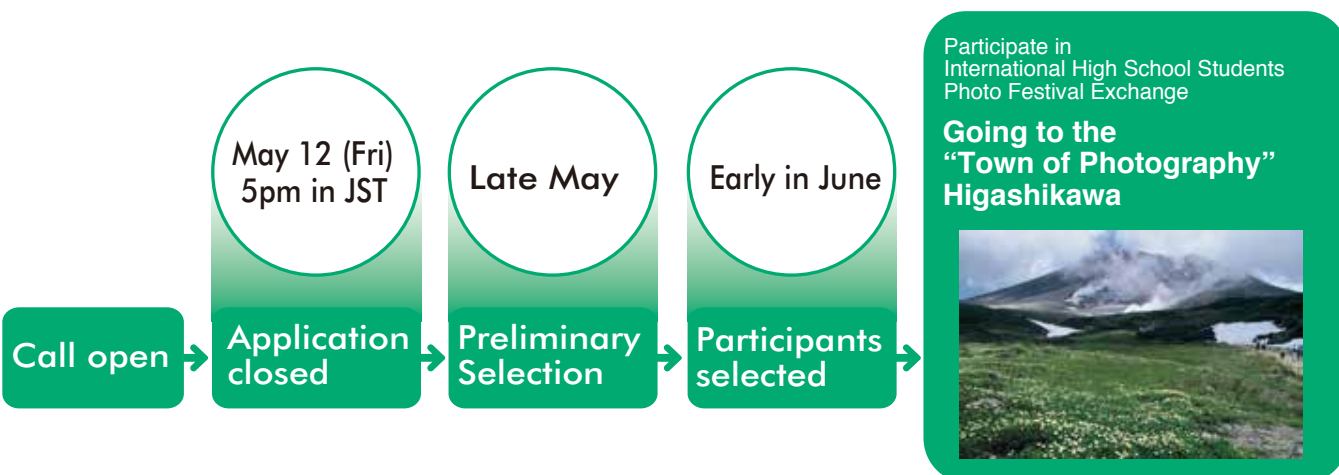 Call open
May 12 (Fri)
5pm in JST
Application
closed
Late May
Preliminary
Selection
Early in June
Participants
selected
Participate in
International High School Students
Photo Festival Exchange
Going to the
“Town of Photography”
Higashikawa